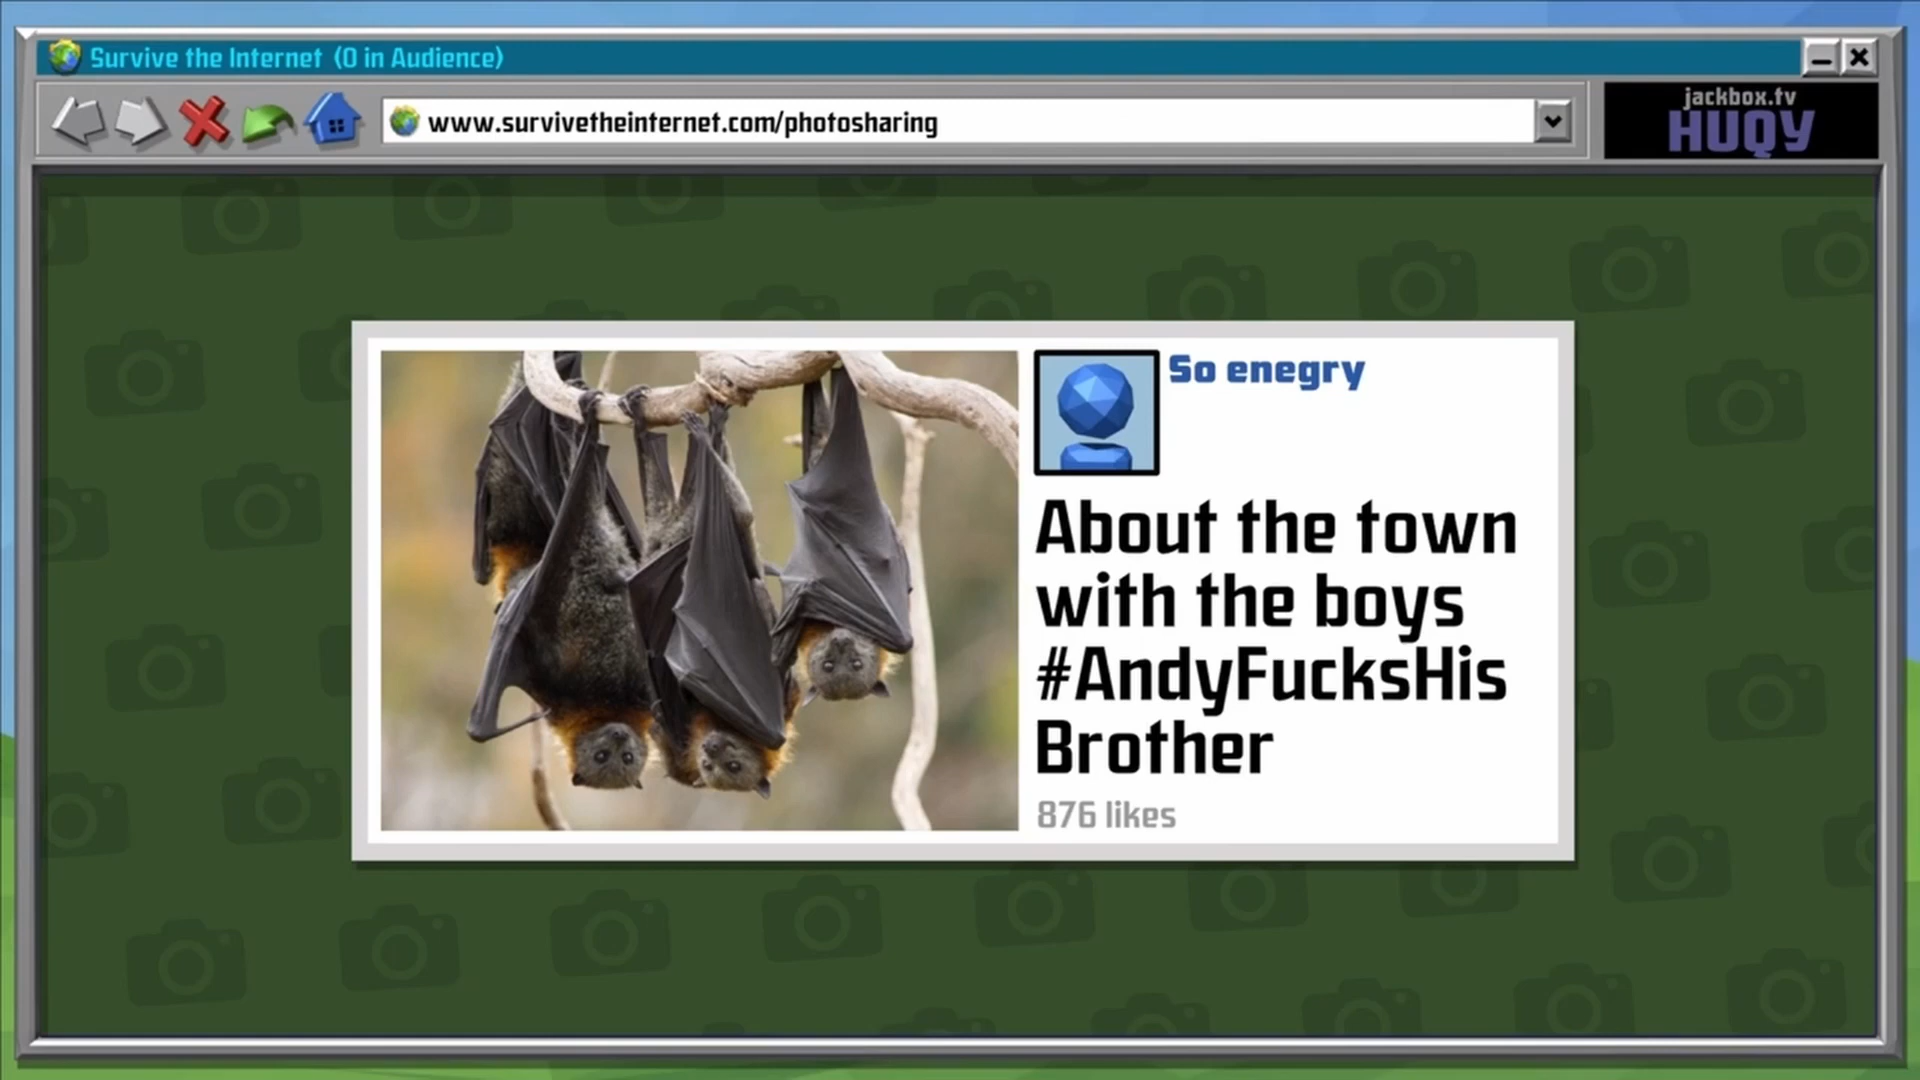 Survive the Internet (0 in Audience)
www.survivetheinternet.com/photosharing
jackbox.tv
HUQY
So enegry
About the town
with the boys
#AndyFucksHis
Brother
876 likes